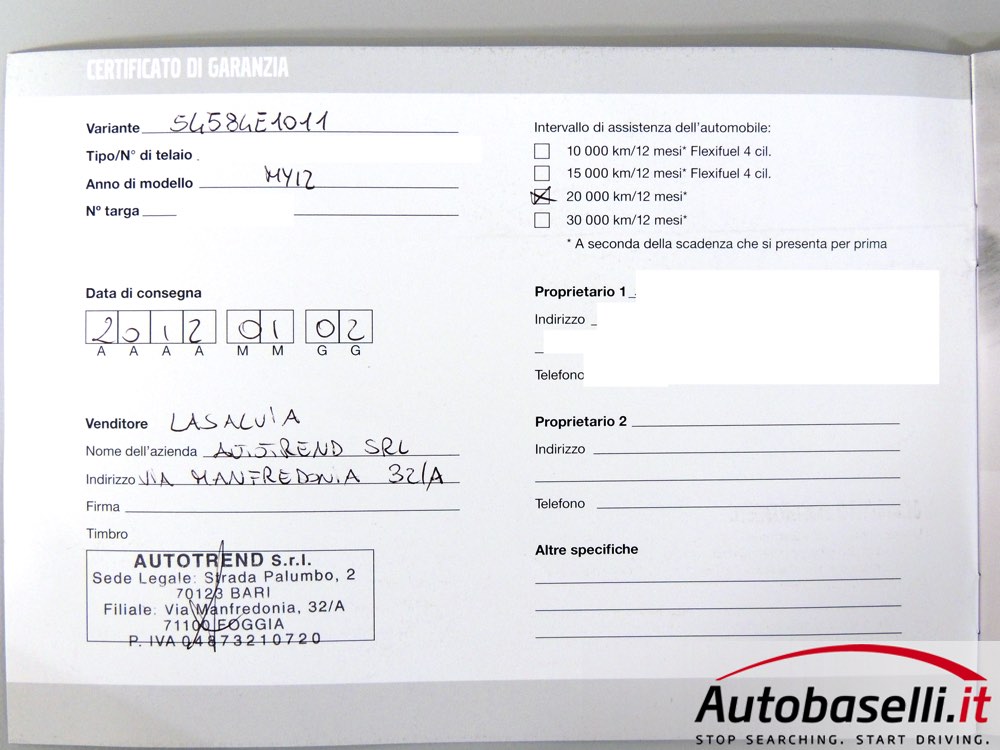 CERTIFICATO DI GARANZIA
Variante 54584E1011
Tipo/N° di telaio
Anno di modello MY12
N° targa
Data di consegna
2012 01 02
A A A A M M G G
Venditore LASALVIA
Nome dell'azienda AUTOTREND SRL
Indirizzo VIA MANFREDONIA 32/A
Firma
Timbro
AUTOTREND S.r.l.
Sede Legale: Strada Palumbo, 2
70123 BARI
Filiale: Via Manfredonia, 32/A
71100 FOGGIA
P. IVA 04873210720
Intervallo di assistenza dell'automobile:
10 000 km/12 mesi* Flexifuel 4 cil.
15 000 km/12 mesi* Flexifuel 4 cil.
20 000 km/12 mesi*
30 000 km/12 mesi*
* A seconda della scadenza che si presenta per prima
Proprietario 1
Indirizzo
Telefono
Proprietario 2
Indirizzo
Telefono
Altre specifiche
Autobaselli.it
STOP SEARCHING. START DRIVING.